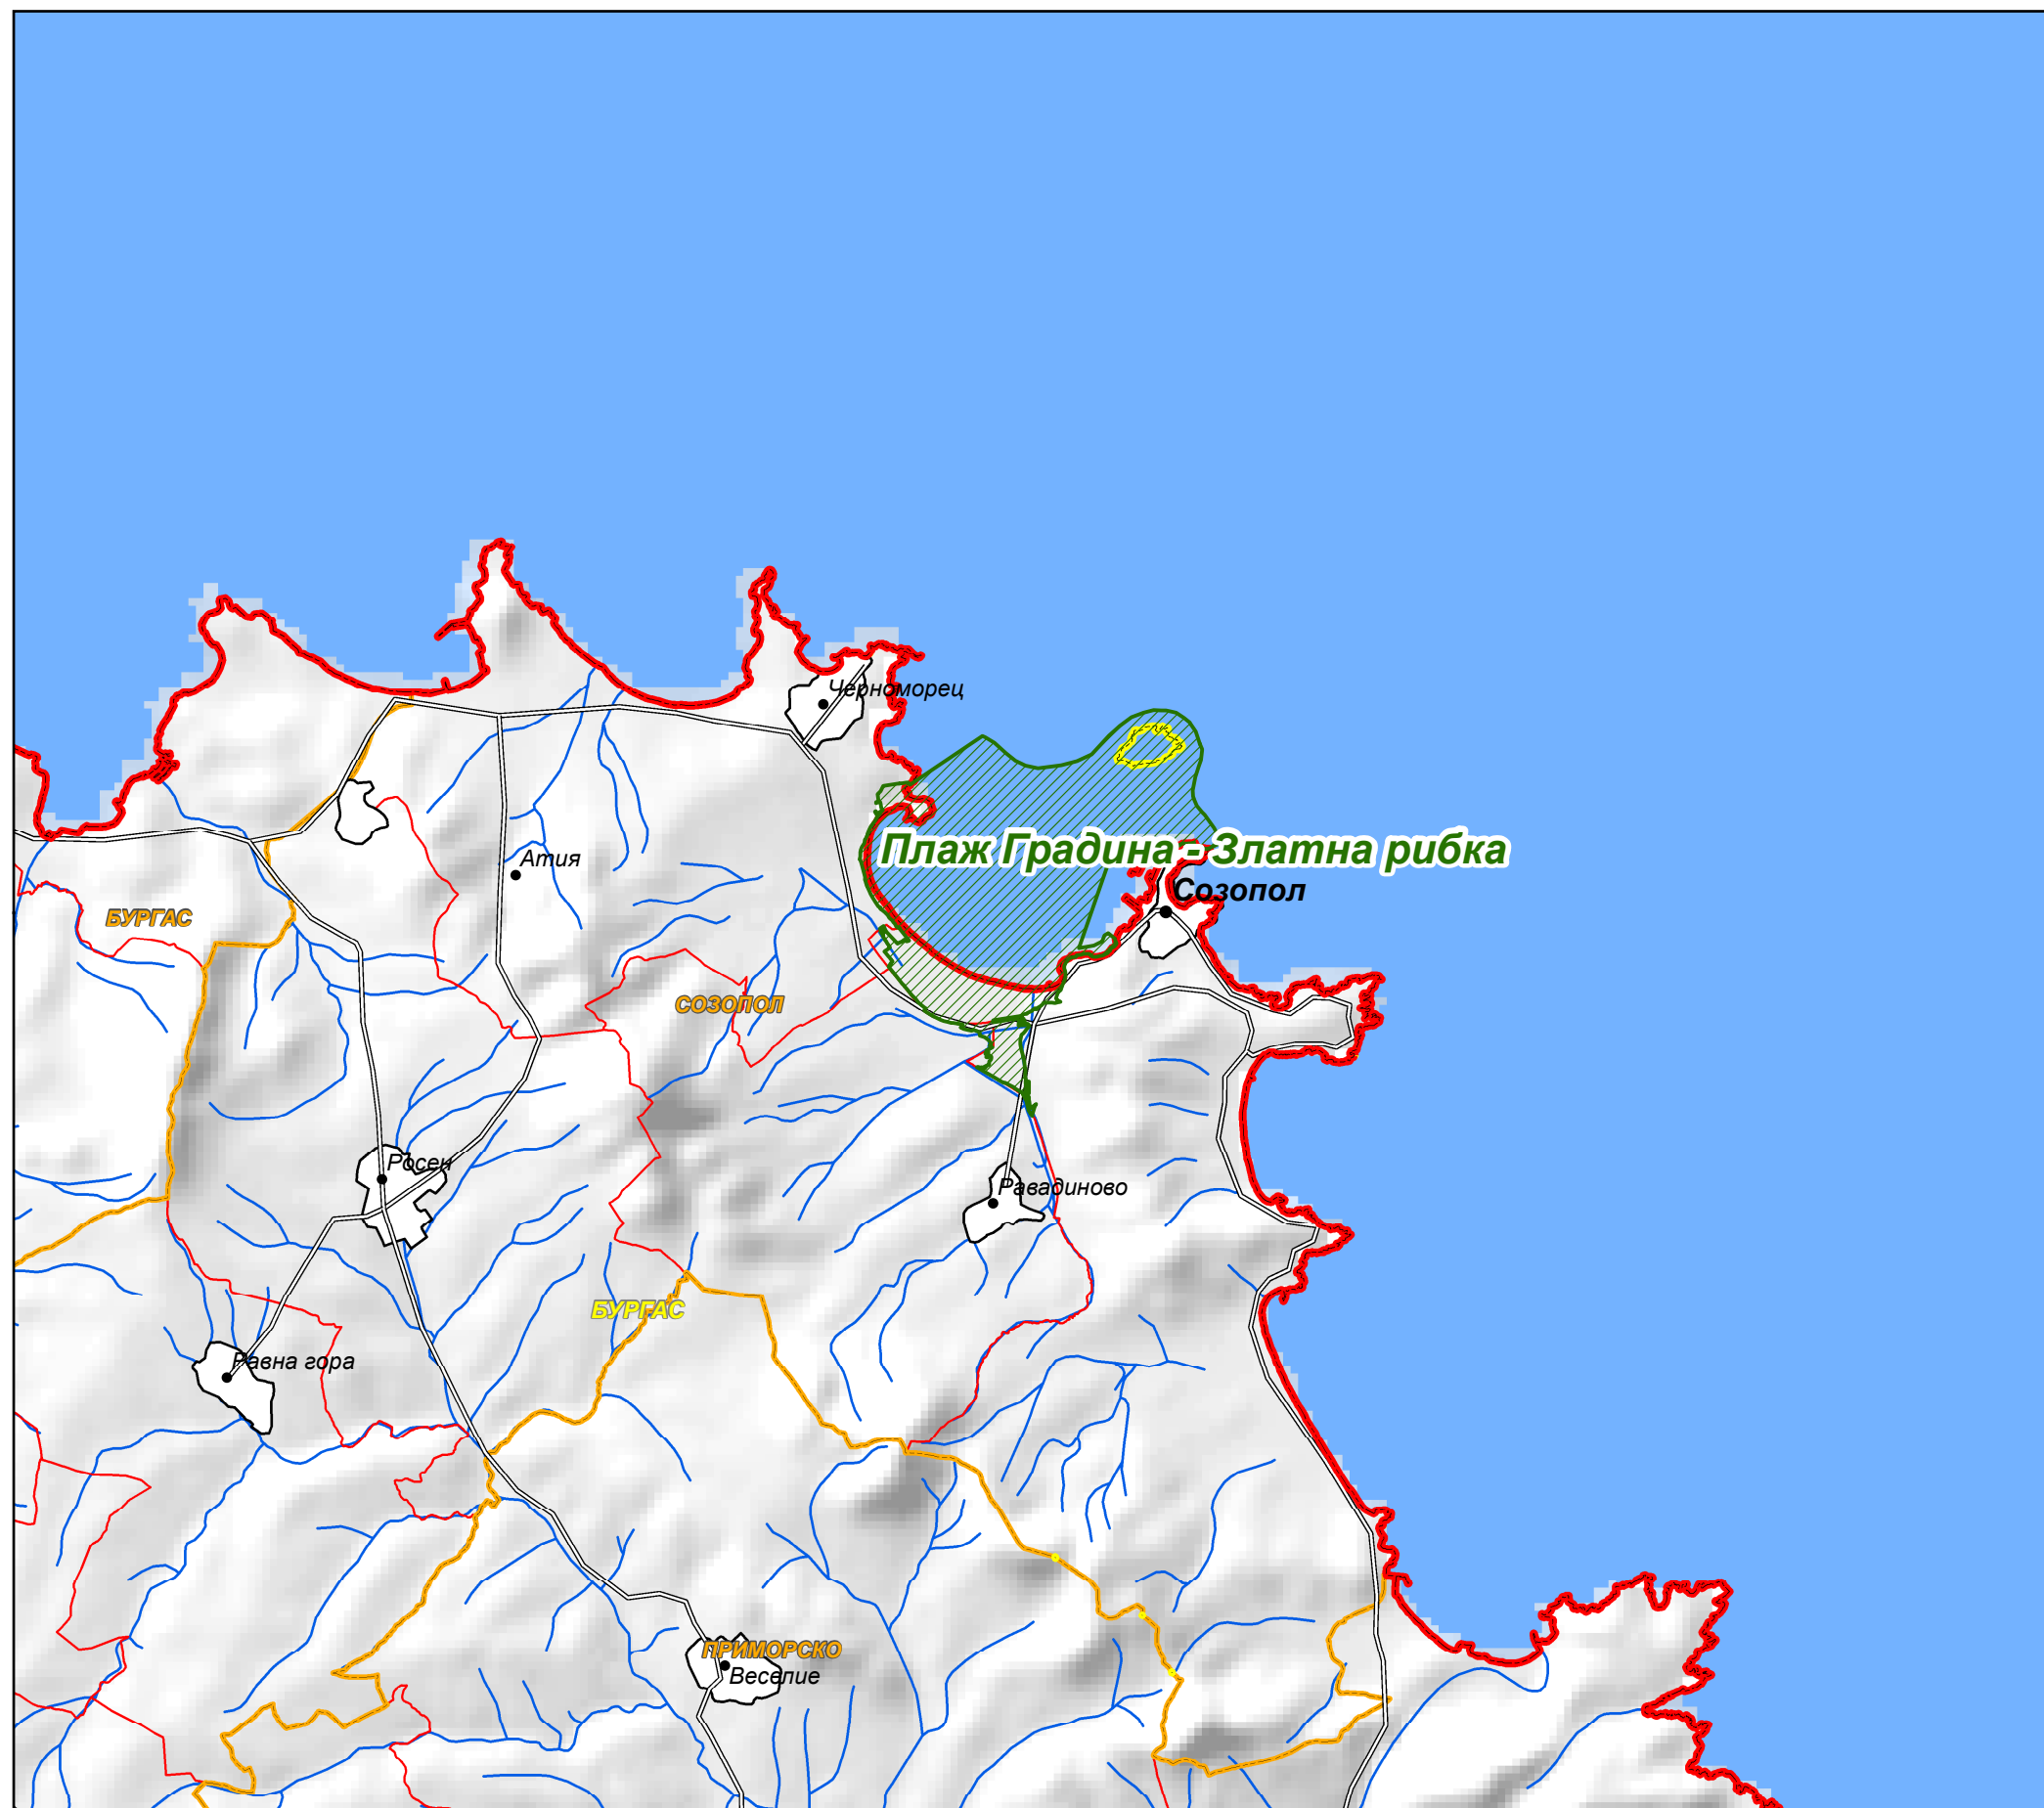 Черноморец
Плаж Градина - Златна рибка
Атия
Созопол
БУРГАС
СОЗОПОЛ
Росен
Равадиново
БУРГАС
Равна гора
ПРИМОРСКО
Веселие